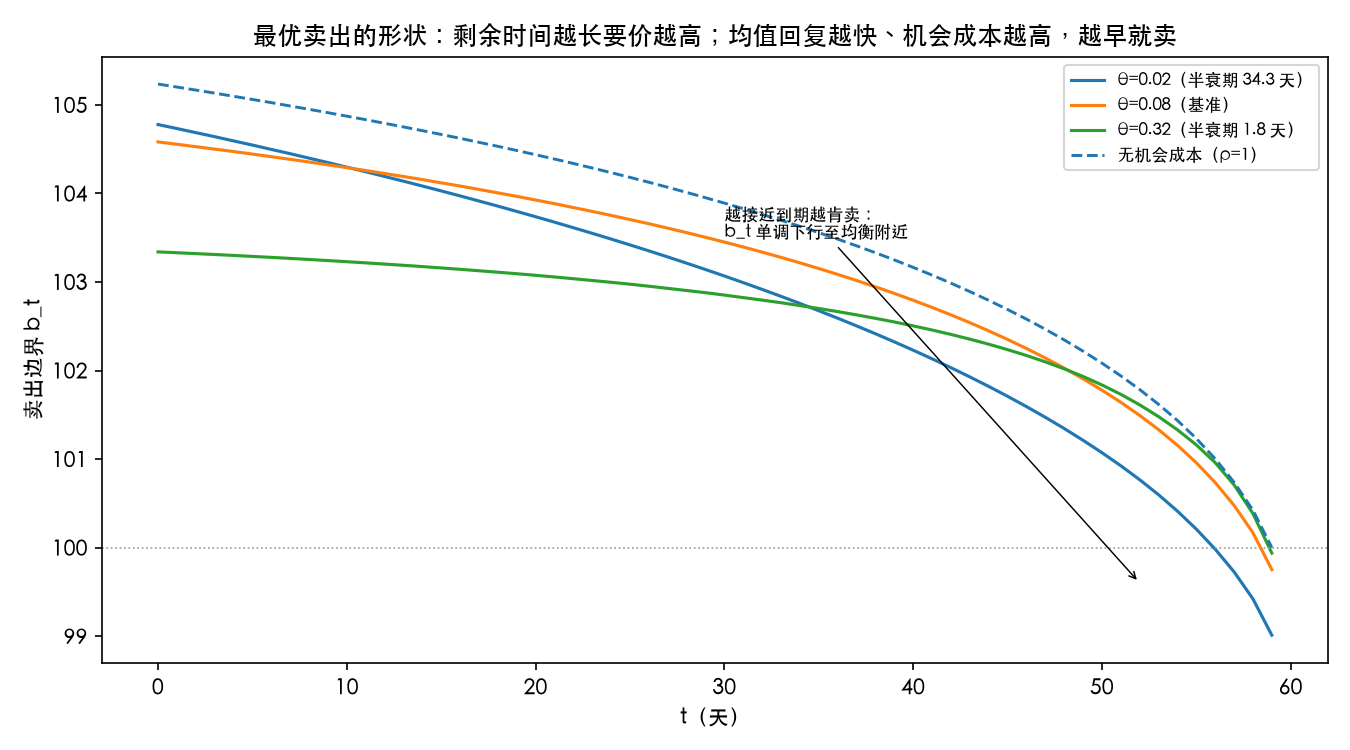 最优卖出的形状：剩余时间越长要价越高；均值回复越快、机会成本越高，越早就卖
θ=0.02（半衰期 34.3 天）
θ=0.08（基准）
θ=0.32（半衰期 1.8 天）
无机会成本（ρ=1）
越接近到期越肯卖：
b_t 单调下行至均衡附近
卖出边界 b_t
105
104
103
102
101
100
99
0
10
20
30
40
50
60
t（天）